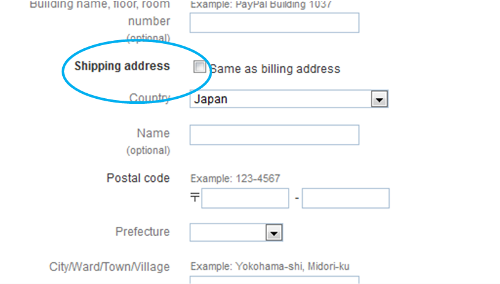 Building name, floor, room
number
(optional)
Example: PayPal Building 1037
Shipping address
Same as billing address
Country
Japan
Name
(optional)
Postal code
Example: 123-4567
〒 -
Prefecture
City/Ward/Town/Village
Example: Yokohama-shi, Midori-ku